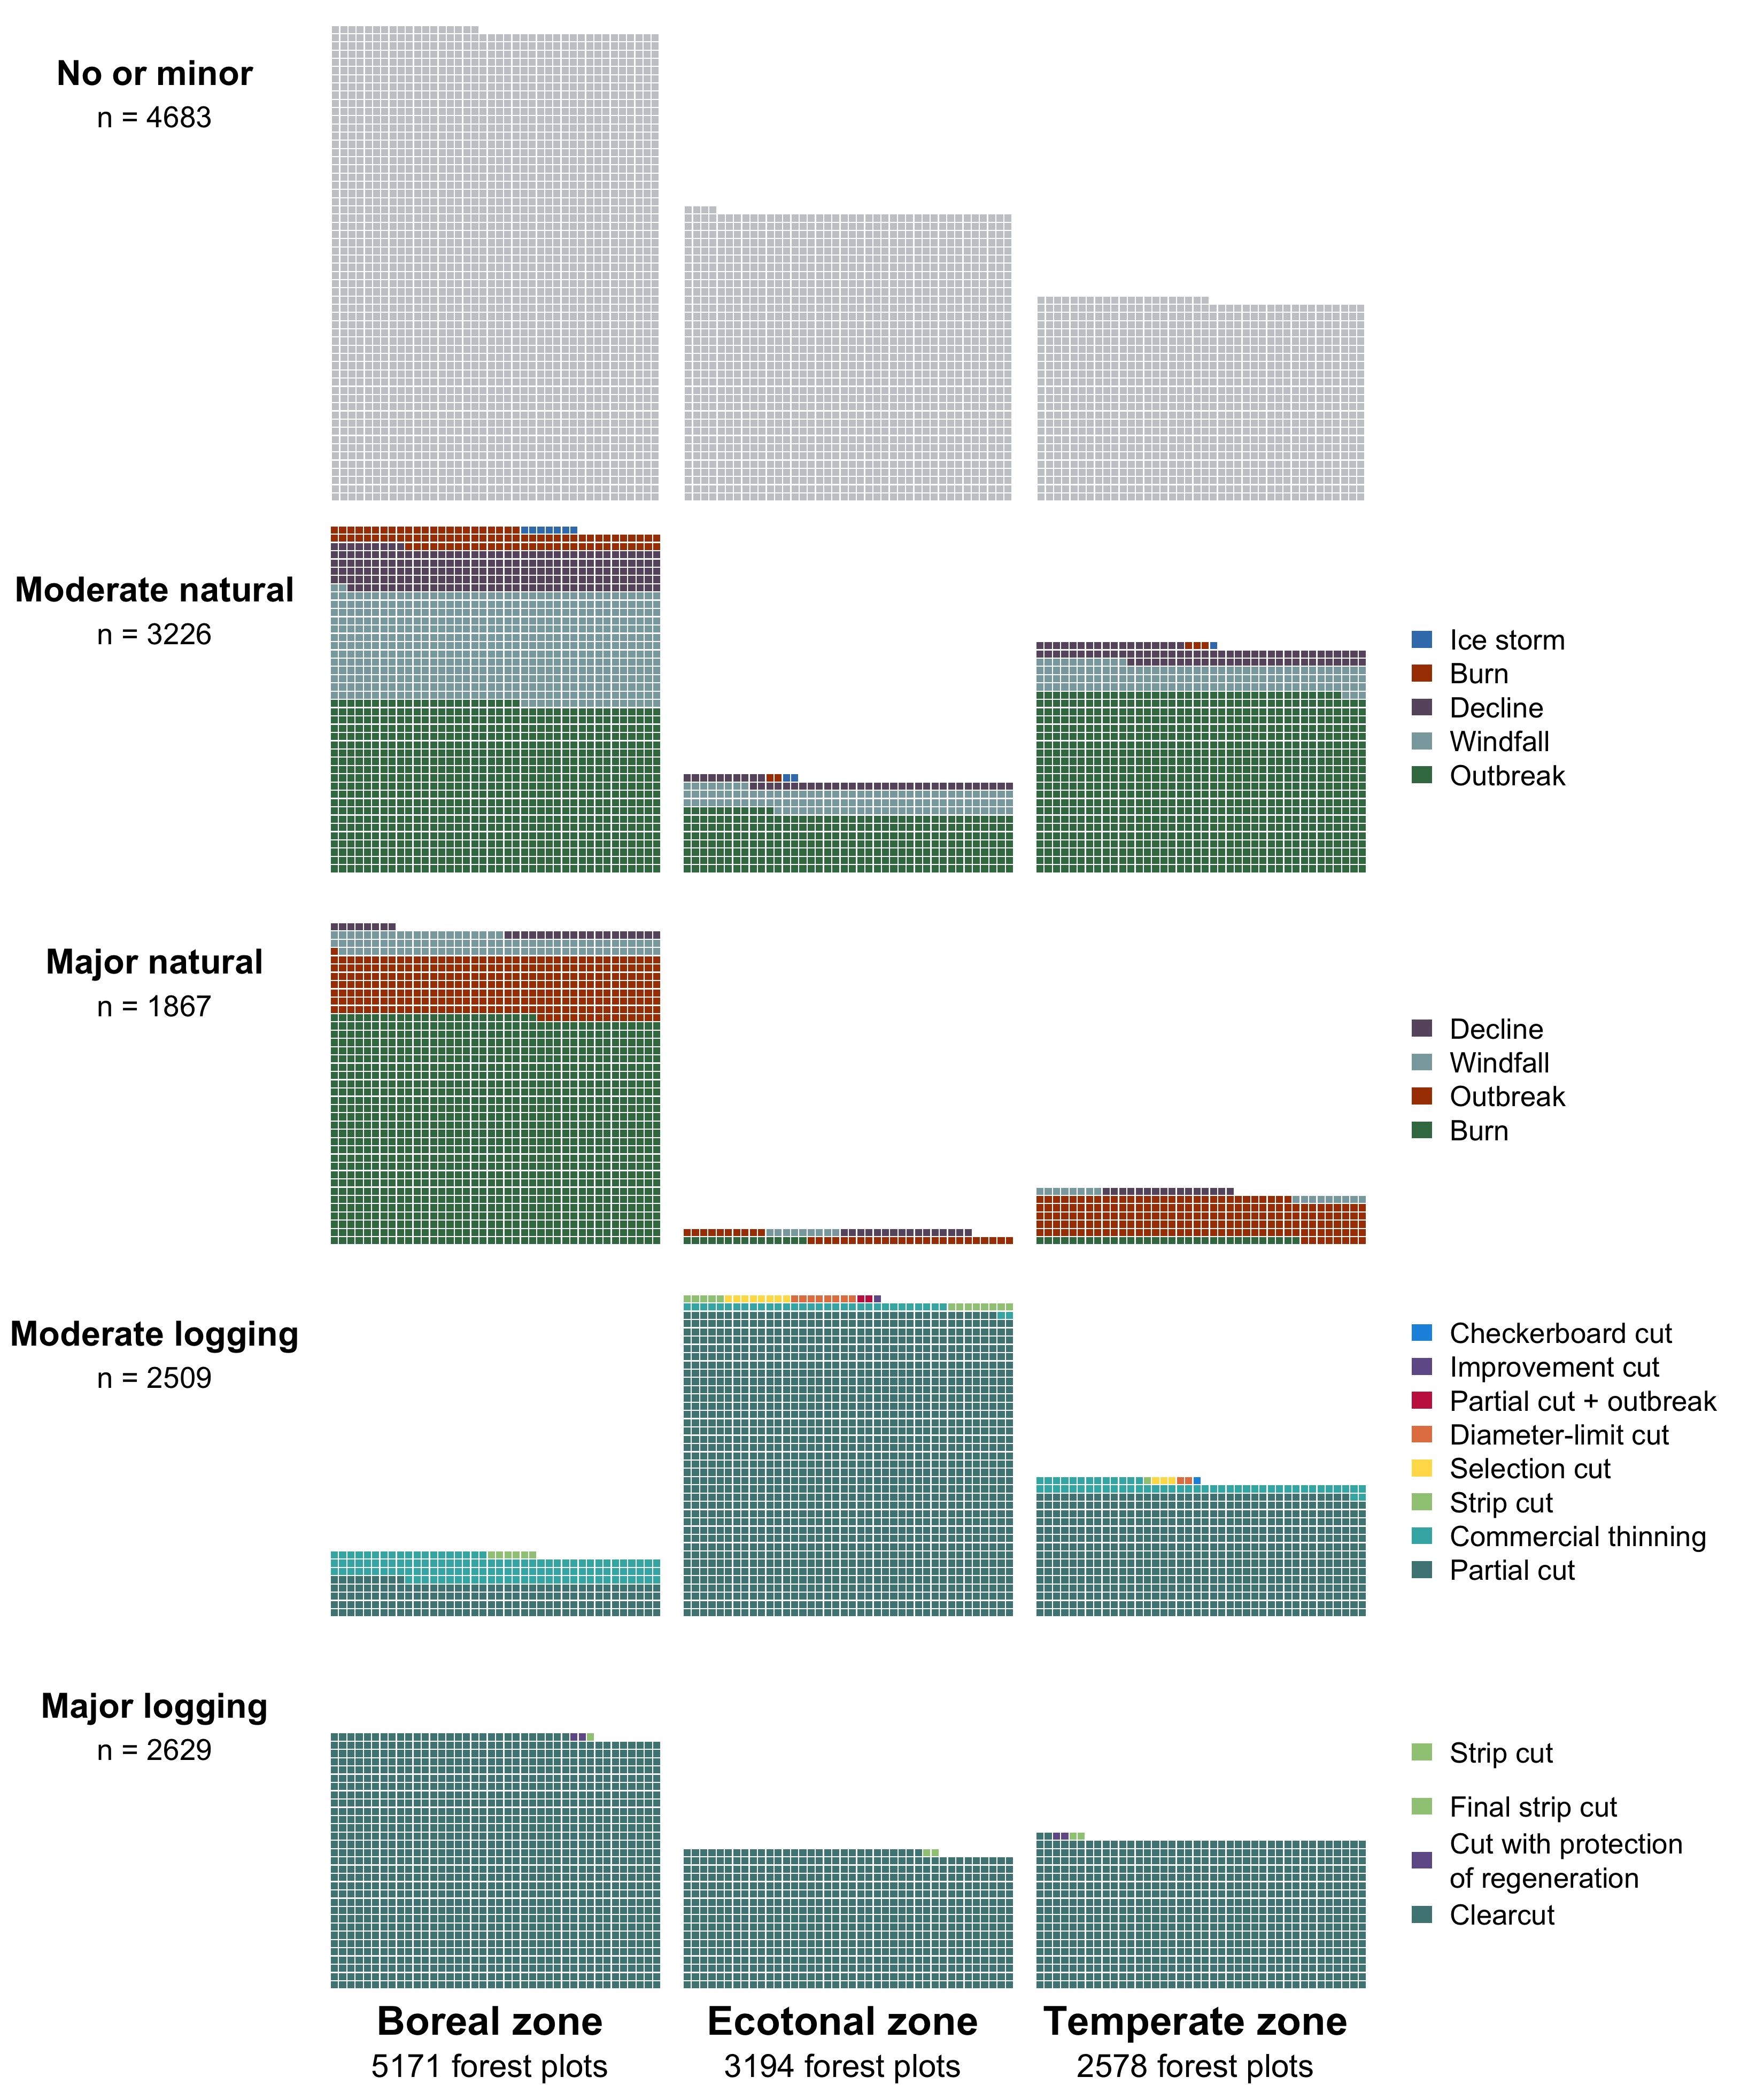 No or minor
n = 4683
Moderate natural
n = 3226
Ice storm
Burn
Decline
Windfall
Outbreak
Major natural
n = 1867
Decline
Windfall
Outbreak
Burn
Moderate logging
n = 2509
Checkerboard cut
Improvement cut
Partial cut + outbreak
Diameter-limit cut
Selection cut
Strip cut
Commercial thinning
Partial cut
Major logging
n = 2629
Strip cut
Final strip cut
Cut with protection
of regeneration
Clearcut
Boreal zone
5171 forest plots
Ecotonal zone
3194 forest plots
Temperate zone
2578 forest plots